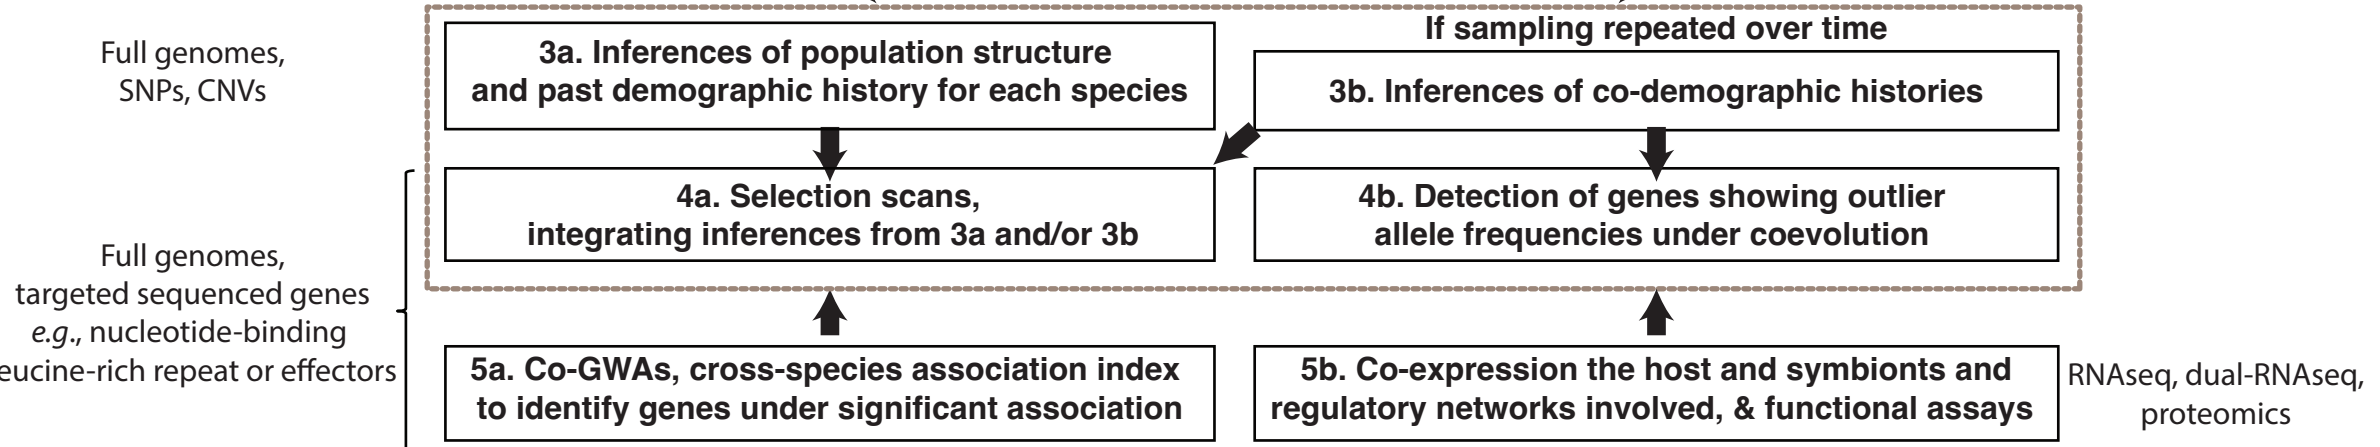 Full genomes,
SNPs, CNVs
3a. Inferences of population structure
and past demographic history for each species
If sampling repeated over time
3b. Inferences of co-demographic histories
4a. Selection scans,
integrating inferences from 3a and/or 3b
4b. Detection of genes showing outlier
allele frequencies under coevolution
Full genomes,
targeted sequenced genes
e.g., nucleotide-binding
eucine-rich repeat or effectors
5a. Co-GWAs, cross-species association index
to identify genes under significant association
5b. Co-expression the host and symbionts and
regulatory networks involved, & functional assays
RNAseq, dual-RNAseq,
proteomics